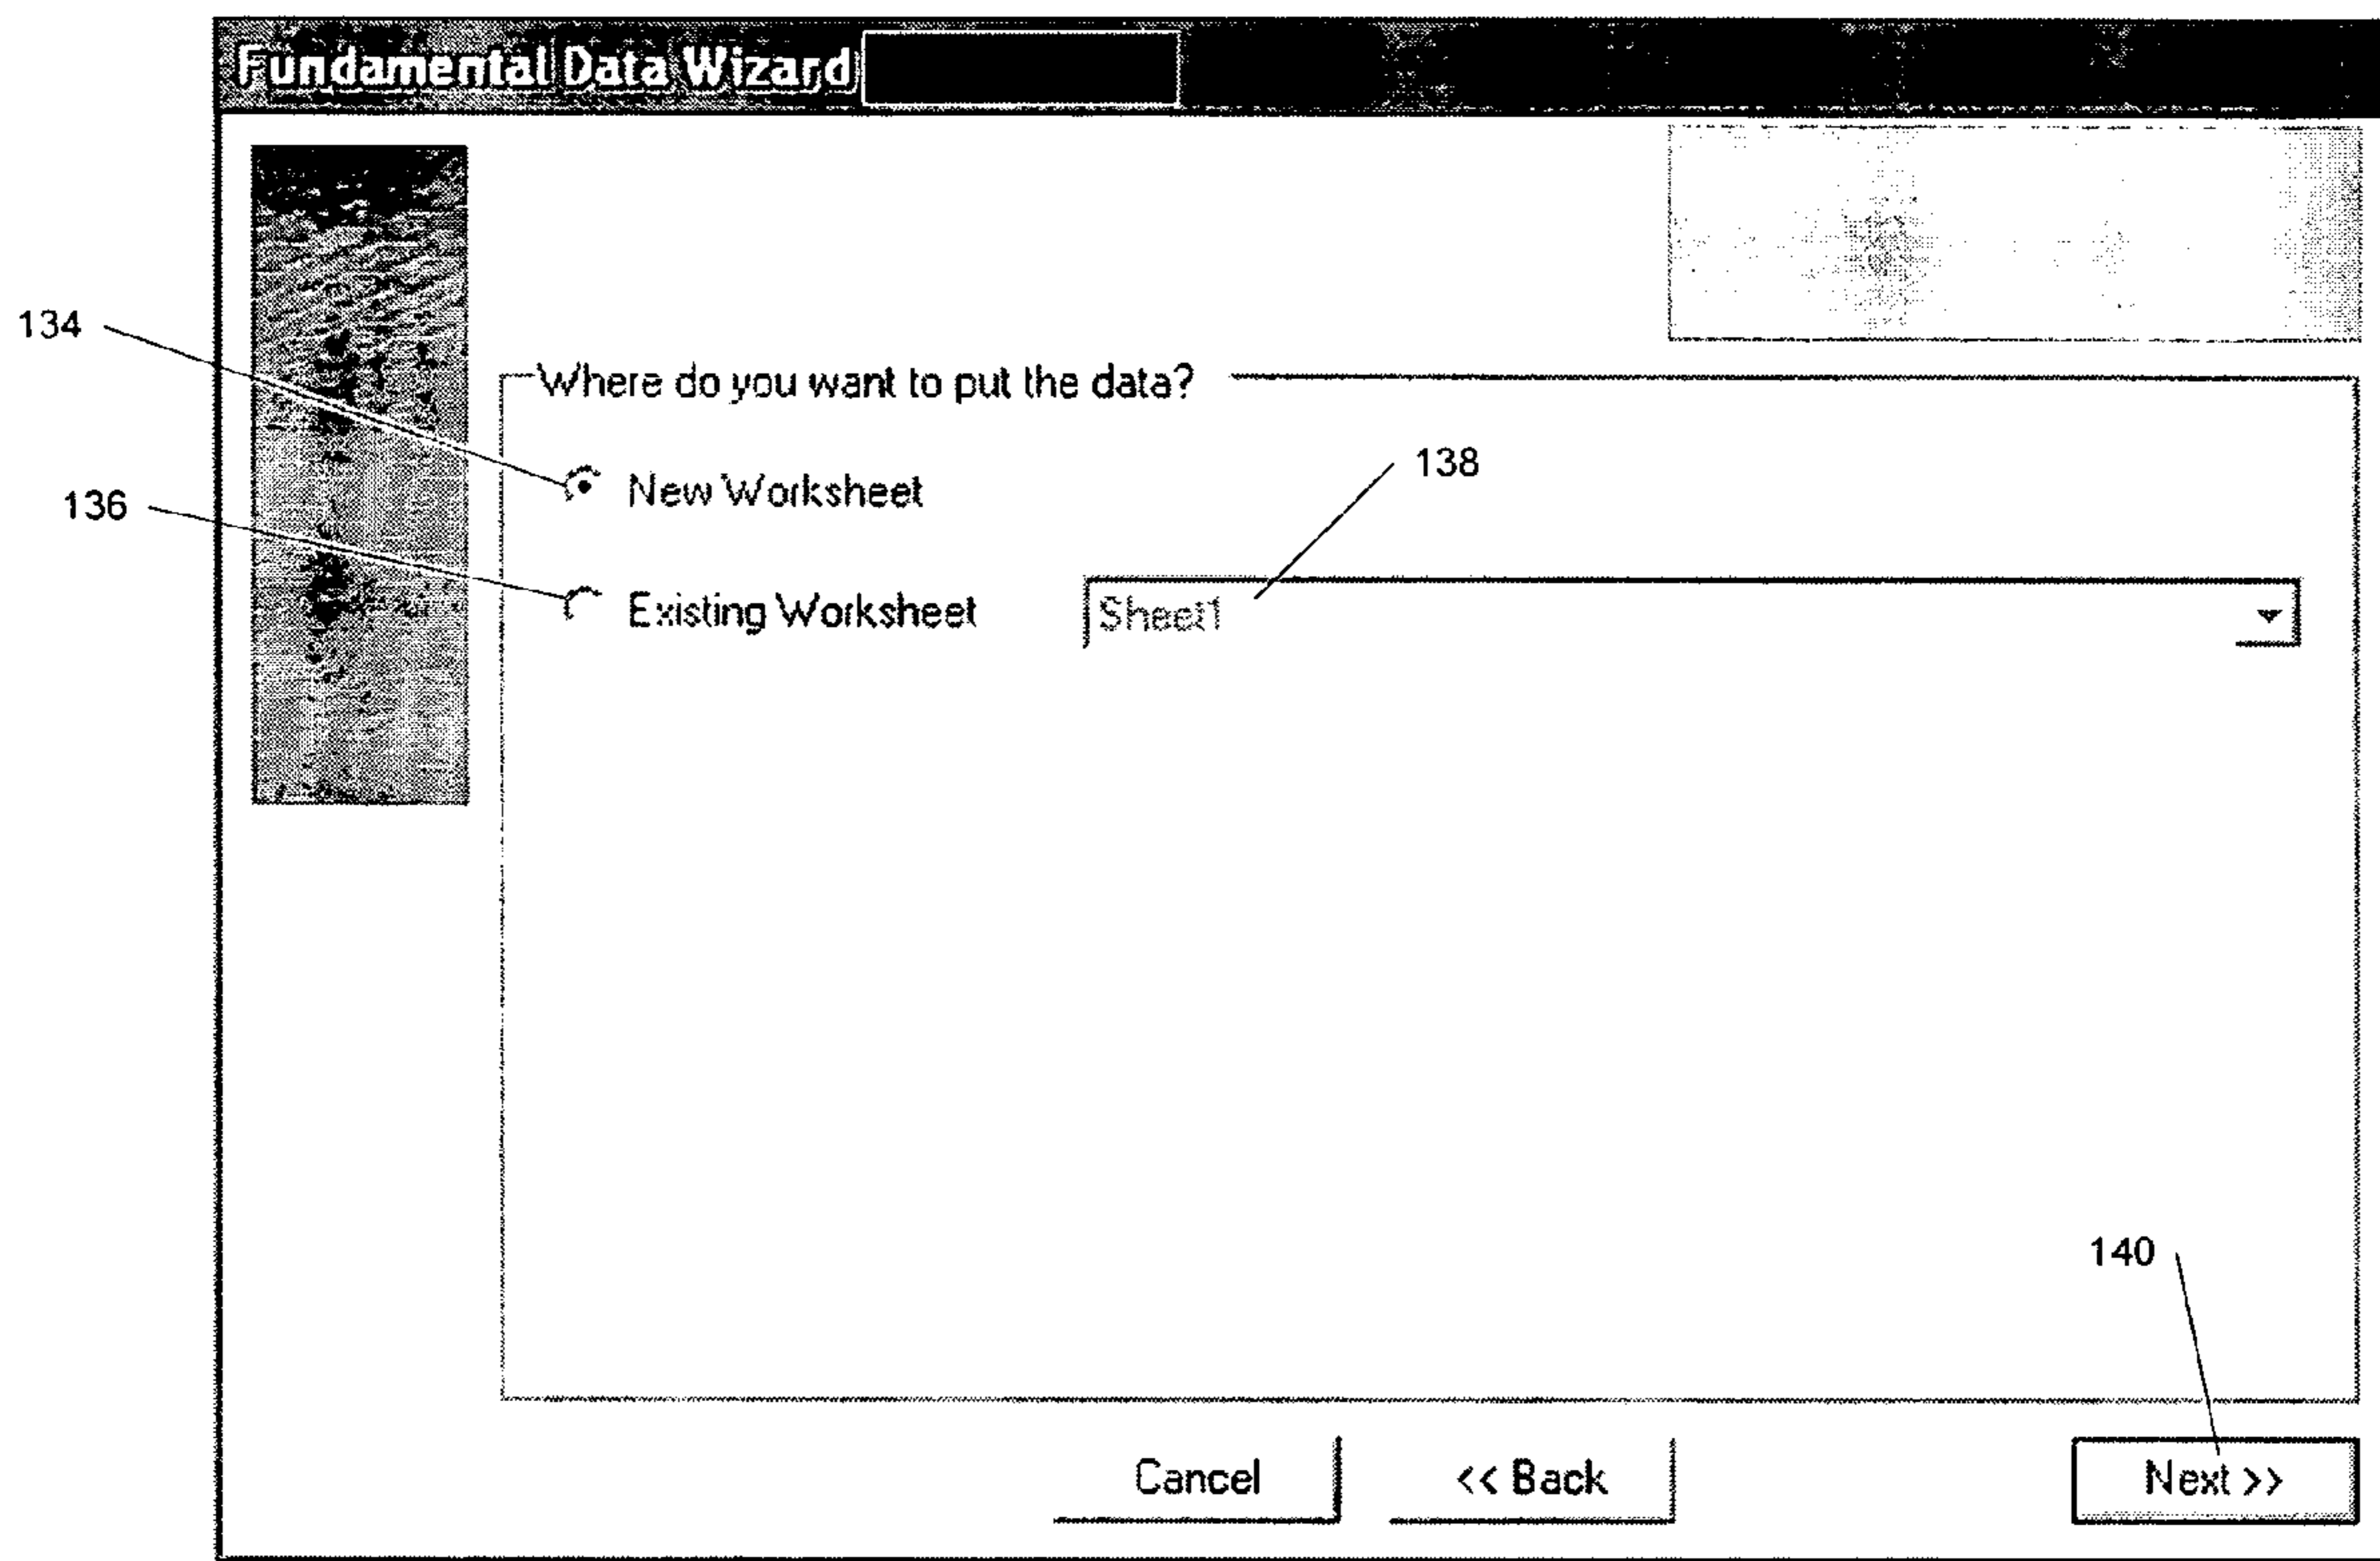 Fundamental Data Wizard
134
Where do you want to put the data?
138
New Worksheet
136
Existing Worksheet Sheet1
140
Cancel << Back Next >>